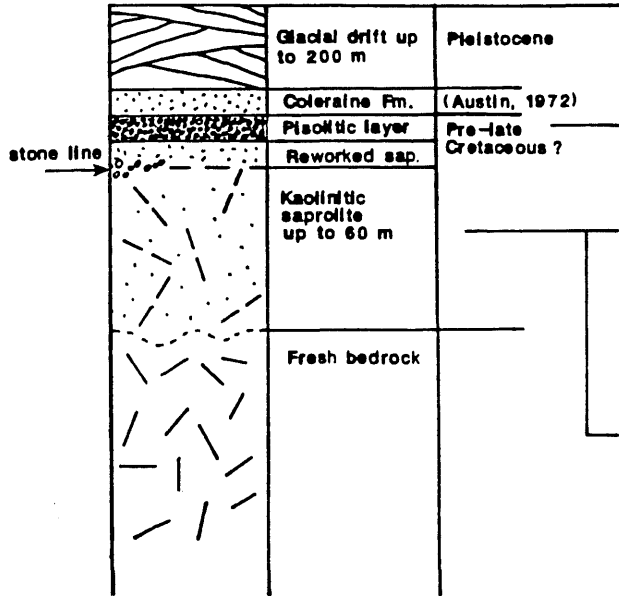 Glacial drift up
to 200 m
Pleistocene
Coleraine Fm.
(Austin, 1972)
Pisolitic layer
Pre-late
Cretaceous ?
stone line
Reworked sap.
Kaolinitic
saprolite
up to 60 m
Fresh bedrock